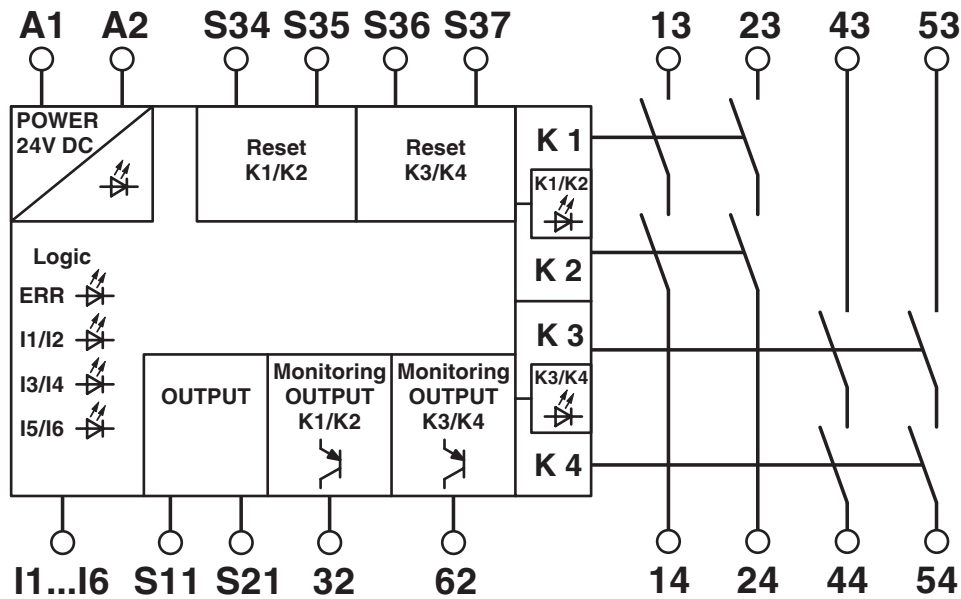 A1 A2 S34 S35 S36 S37 13 23 43 53
POWER
24V DC
Reset
K1/K2
Reset
K3/K4
K 1
K1/K2
K 2
Logic
ERR
I1/I2
I3/I4
I5/I6
OUTPUT
Monitoring
OUTPUT
K1/K2
Monitoring
OUTPUT
K3/K4
K 3
K3/K4
K 4
I1...I6 S11 S21 32 62 14 24 44 54